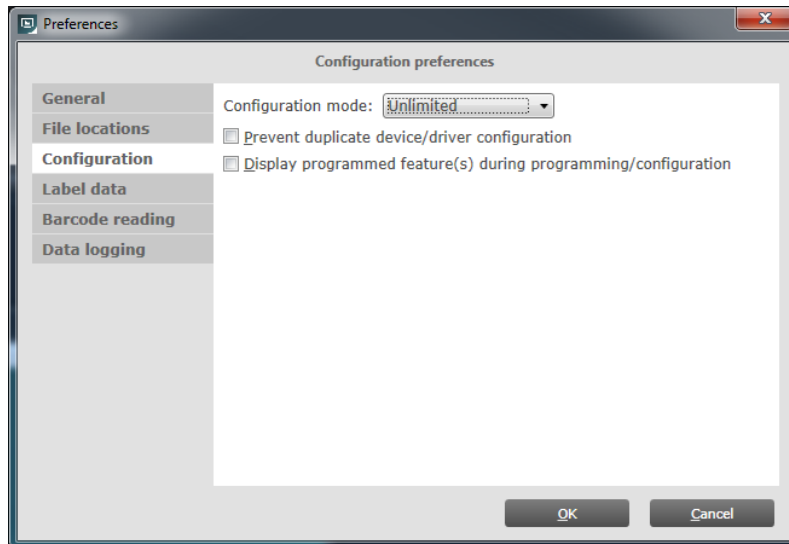 Preferences
Configuration preferences
General
File locations
Configuration
Label data
Barcode reading
Data logging
Configuration mode: Unlimited
Prevent duplicate device/driver configuration
Display programmed feature(s) during programming/configuration
OK
Cancel